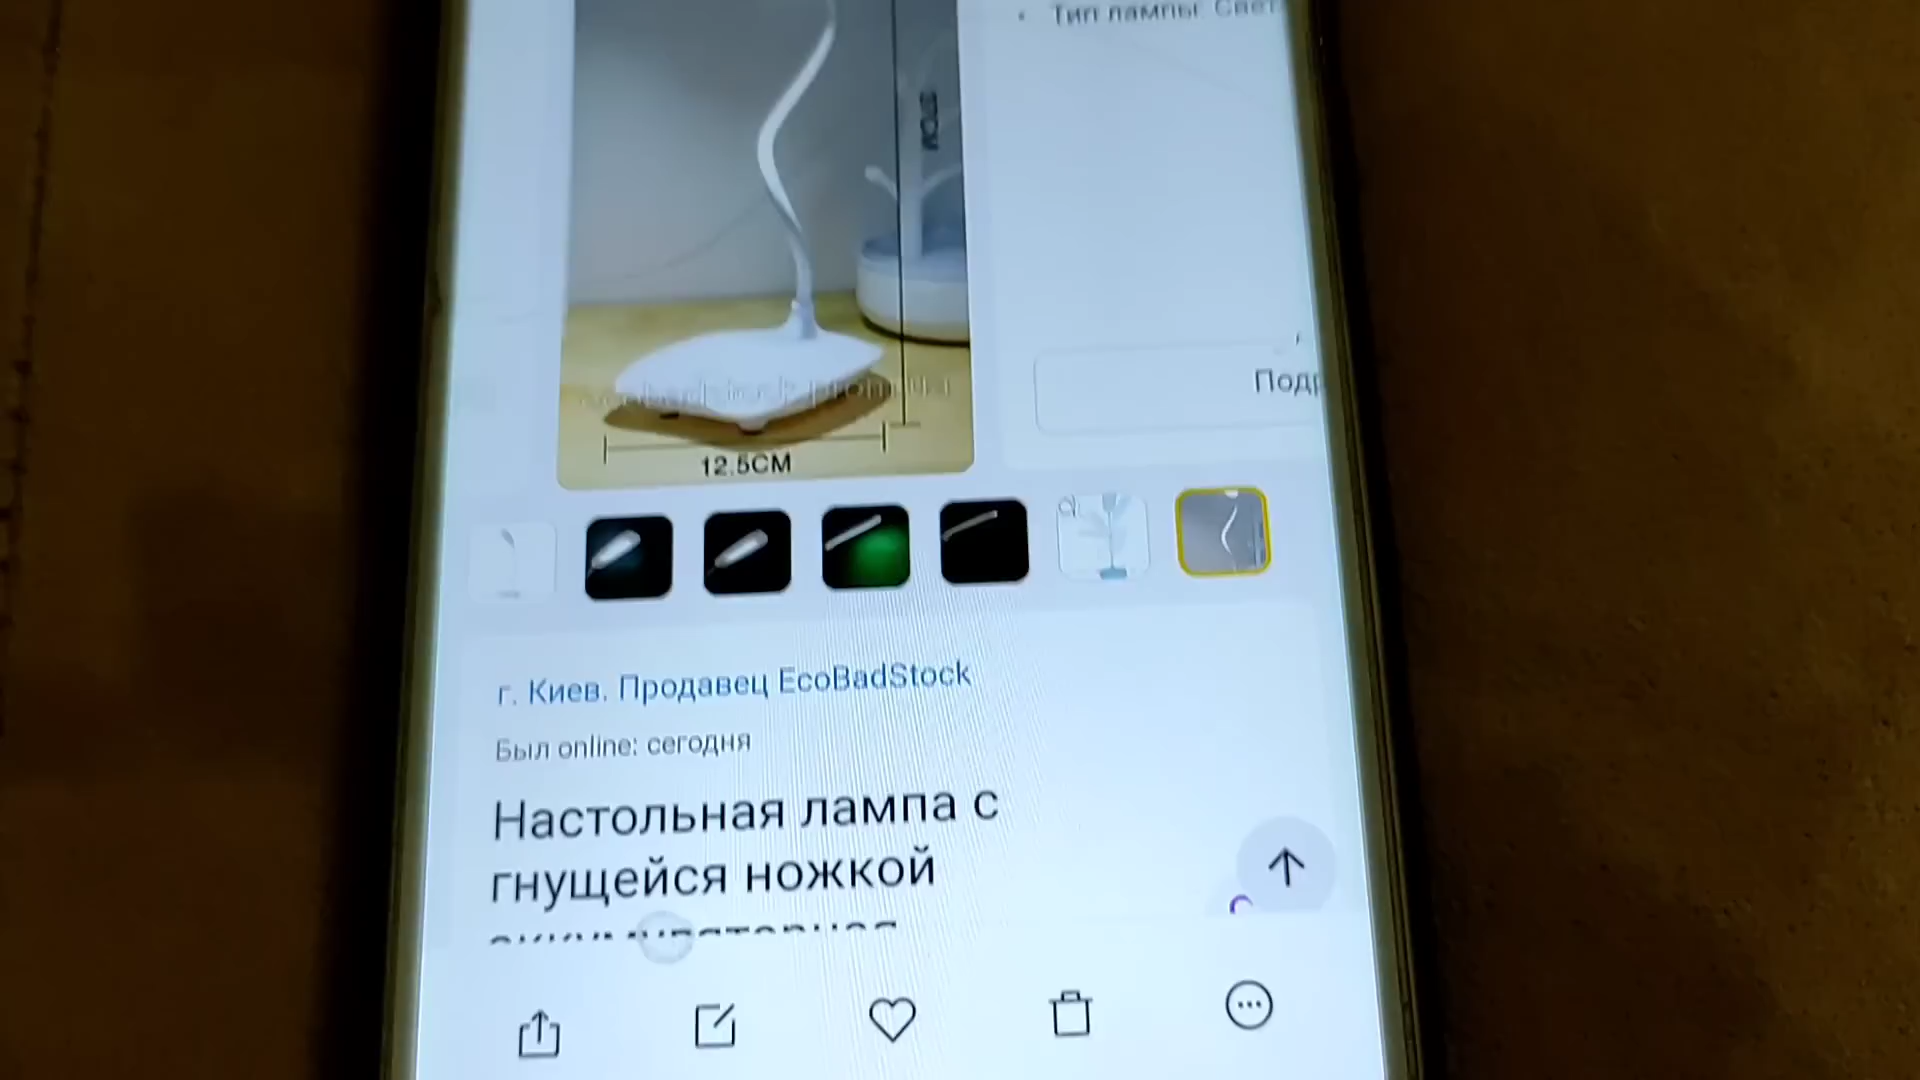 Тип лампы: Свет
Подр
12.5CM
г. Киев. Продавец EcoBadStock
Был online: сегодня
Настольная лампа с
гнущейся ножкой